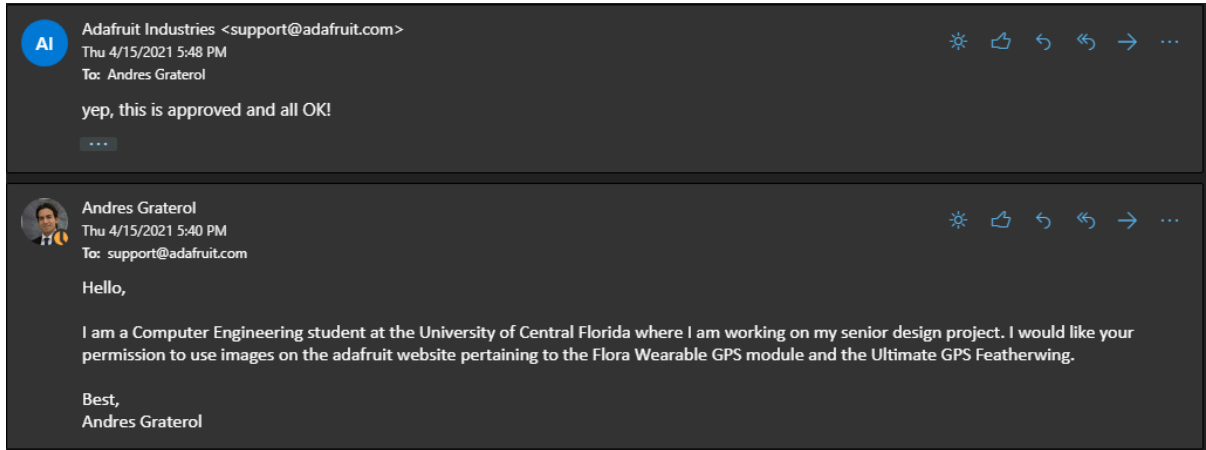 AI
Adafruit Industries <support@adafruit.com>
Thu 4/15/2021 5:48 PM
To: Andres Graterol
yep, this is approved and all OK!
Andres Graterol
Thu 4/15/2021 5:40 PM
To: support@adafruit.com
Hello,
I am a Computer Engineering student at the University of Central Florida where I am working on my senior design project. I would like your
permission to use images on the adafruit website pertaining to the Flora Wearable GPS module and the Ultimate GPS Featherwing.
Best,
Andres Graterol